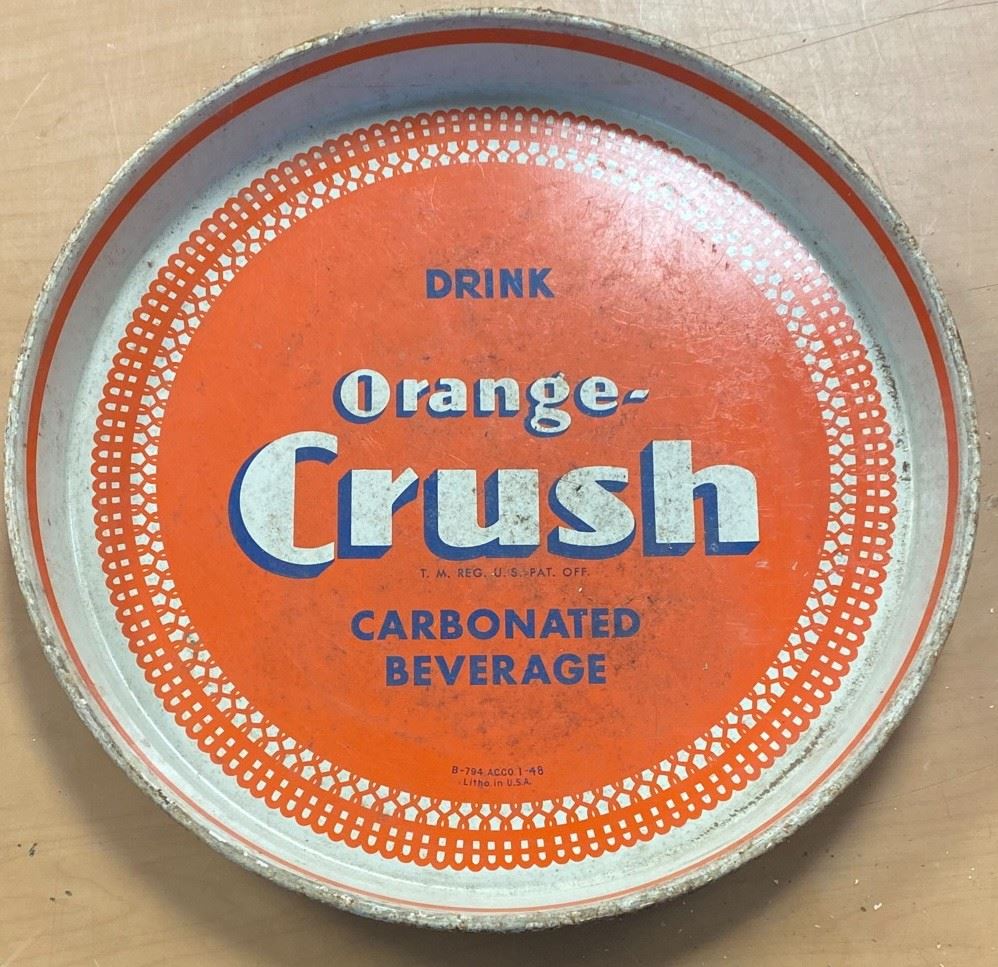 DRINK
Orange-
Crush
T. M. REG. U. S. PAT. OFF.
CARBONATED
BEVERAGE
B-794 ACCO 1-48
Litho. in U.S.A.